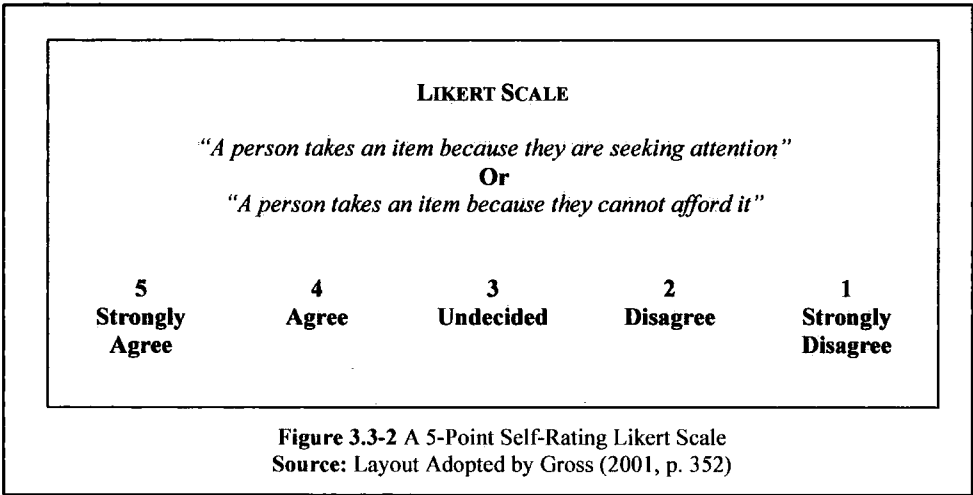 LIKERT SCALE
“A person takes an item because they are seeking attention”
Or
“A person takes an item because they cannot afford it”
5 4 3 2 1
Strongly Agree Undecided Disagree Strongly
Agree Disagree
Figure 3.3-2 A 5-Point Self-Rating Likert Scale
Source: Layout Adopted by Gross (2001, p. 352)